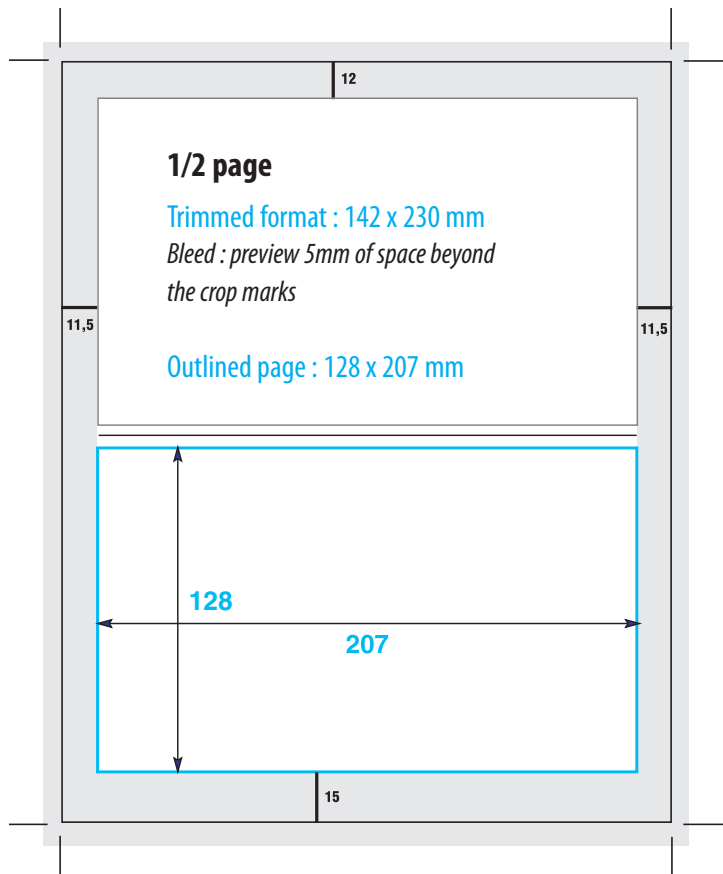 12
1/2 page
Trimmed format : 142 x 230 mm
Bleed : preview 5mm of space beyond
the crop marks
11,5
11,5
Outlined page : 128 x 207 mm
128
207
15